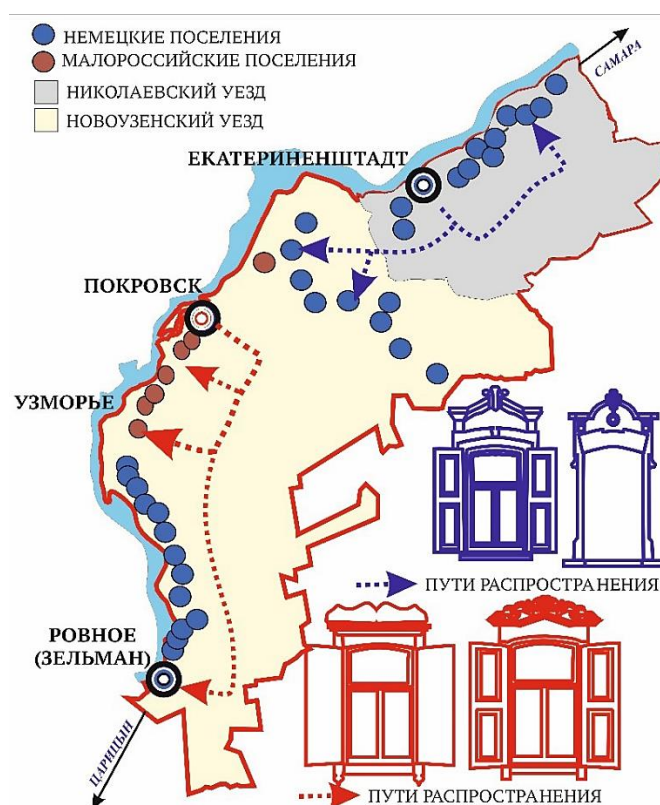 НЕМЕЦКИЕ ПОСЕЛЕНИЯ
МАЛОРОССИЙСКИЕ ПОСЕЛЕНИЯ
НИКОЛАЕВСКИЙ УЕЗД
НОВОУЗЕНСКИЙ УЕЗД
САМАРА
ЕКАТЕРИНЕНШТАДТ
ПОКРОВСК
УЗМОРЬЕ
ПУТИ РАСПРОСТРАНЕНИЯ
РОВНОЕ
(ЗЕЛЬМАН)
ЦАРИЦЫН
ПУТИ РАСПРОСТРАНЕНИЯ